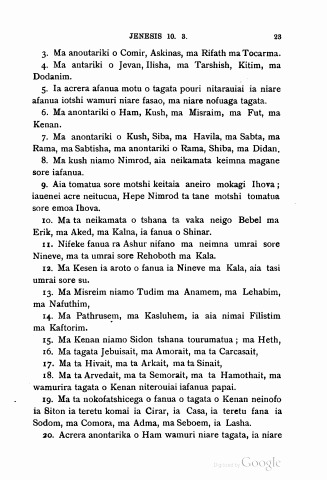 JENESIS 10. 3. 23
3. Ma anoutariki o Comir, Askinas, ma Rifath ma Tocarma.
4. Ma antariki o Jevan, Ilisha, ma Tarshish, Kitim, ma
Dodanim.
5. Ia acrera afanua motu o tagata pouri nitarauiai ia niare
afanua iotshi wamuri niare fasao, ma niare nofuaga tagata.
6. Ma anontariki o Ham, Kush, ma Misraim, ma Fut, ma
Kenan.
7. Ma anontariki o Kush, Siba, ma Havila, ma Sabta, ma
Rama, ma Sabtisha, ma anontariki o Rama, Shiba, ma Didan.
8. Ma kush niamo Nimrod, aia neikamata keimna magane
sore iafanua.
9. Aia tomatua sore motshi keitaia aneiro mokagi Ihova;
iauenei acre neitucua, Hepe Nimrod ta tane motshi tomatua
sore emoa Ihova.
10. Ma ta neikamata o tshana ta vaka neigo Bebel ma
Erik, ma Aked, ma Kalna, ia fanua o Shinar.
11. Nifeke fanua ra Ashur nifano ma neimna umrai sore
Nineve, ma ta umrai sore Rehoboth ma Kala.
12. Ma Kesen ia aroto o fanua ia Nineve ma Kala, aia tasi
umrai sore su.
13. Ma Misreim niamo Tudim ma Anamem, ma Lehabim,
ma Nafuthim,
14. Ma Pathrusem, ma Kasluhem, ia aia nimai Filistim
ma Kaftorim.
15. Ma Kenan niamo Sidon tshana tourumatua; ma Heth,
16. Ma tagata Jebuisait, ma Amorait, ma ta Carcasait,
17. Ma ta Hivait, ma ta Arkait, ma ta Sinait,
18. Ma ta Arvedait, ma ta Semorait, ma ta Hamothait, ma
wamurira tagata o Kenan niterouiai iafanua papai.
19. Ma ta nokofatshicega o fanua o tagata o Kenan neinofo
ia Siton ia teretu komai ia Cirar, ia Casa, ia teretu fana ia
Sodom, ma Comora, ma Adma, ma Seboem, ia Lasha.
20. Acrera anontarika o Ham wamuri niare tagata, ia niare
Digitized by Google